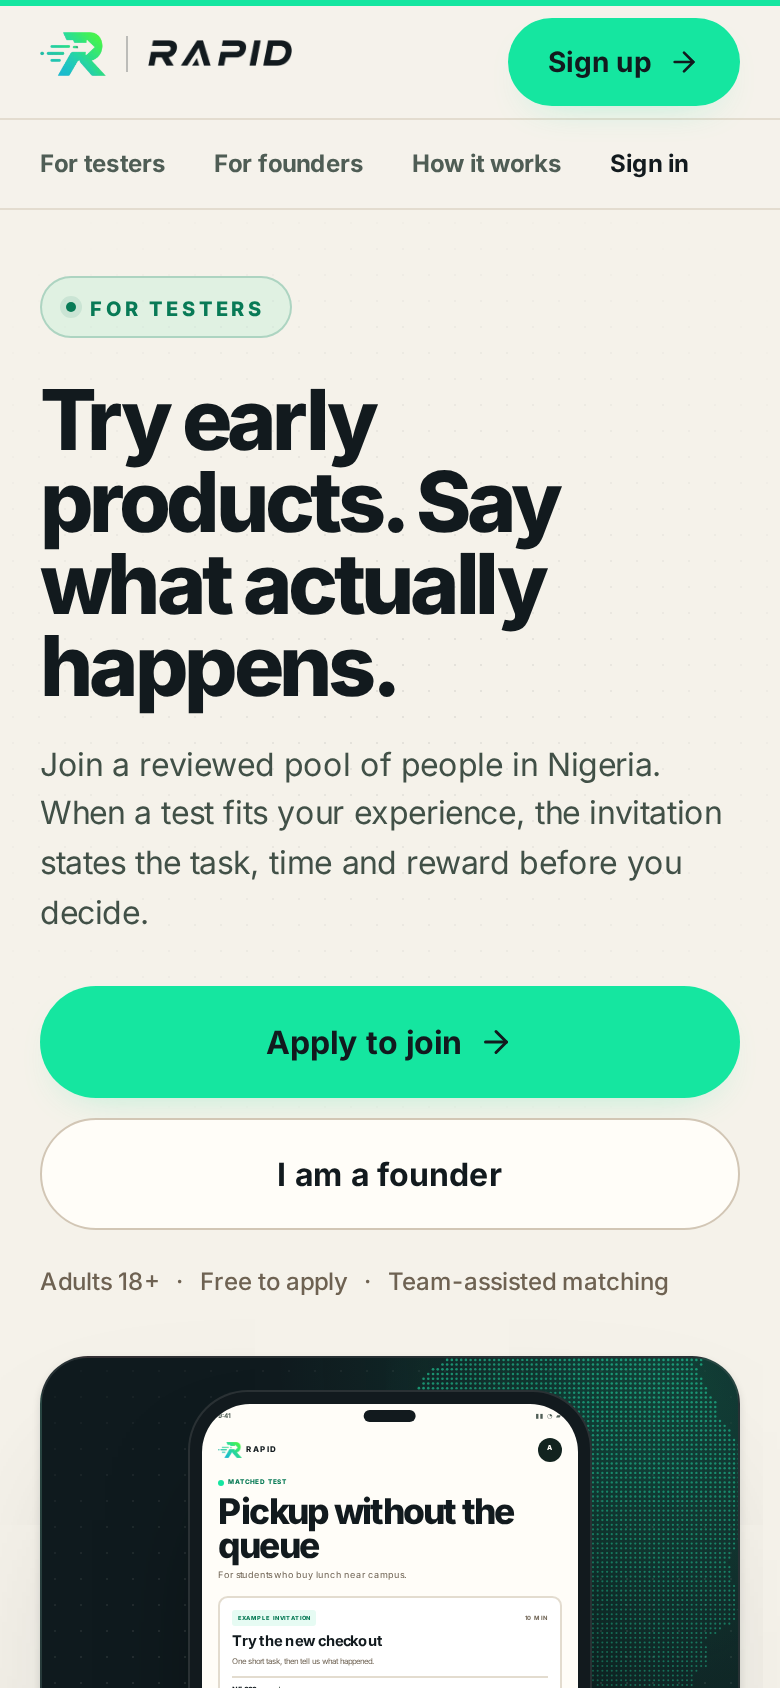 RAPID
Sign up
For testers
For founders
How it works
Sign in
FOR TESTERS
Try early
products. Say
what actually
happens.
Join a reviewed pool of people in Nigeria.
When a test fits your experience, the invitation
states the task, time and reward before you
decide.
Apply to join
I am a founder
Adults 18+ · Free to apply · Team-assisted matching
9:41
RAPID
A
MATCHED TEST
Pickup without the
queue
For students who buy lunch near campus.
EXAMPLE INVITATION
10 MIN
Try the new checkout
One short task, then tell us what happened.